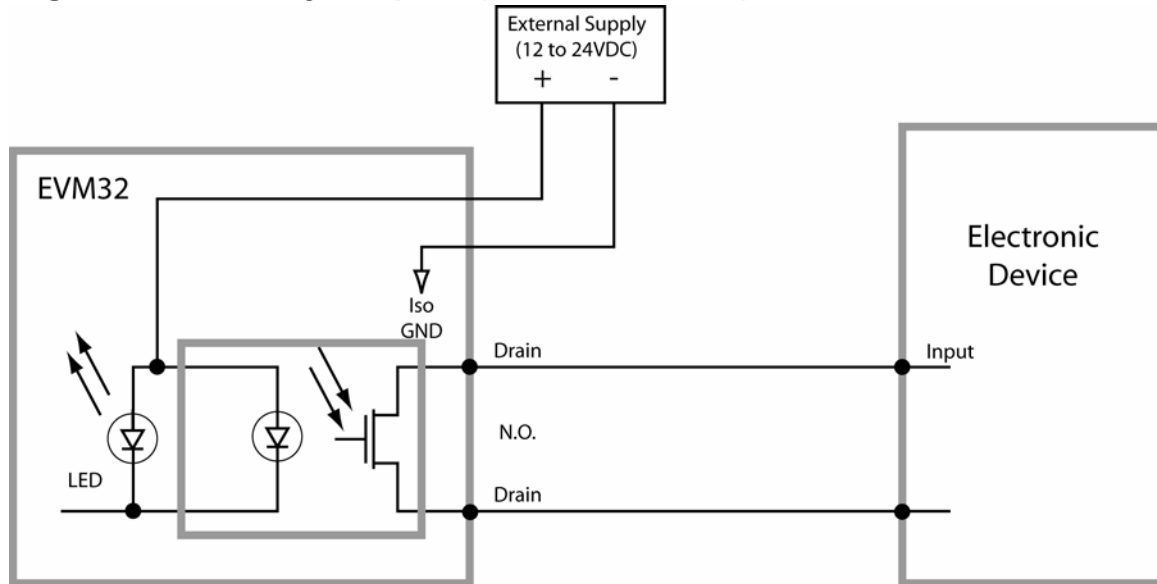 External Supply
(12 to 24VDC)
+ -
EVM32
Electronic
Device
Iso
GND
Drain
Input
N.O.
LED
Drain